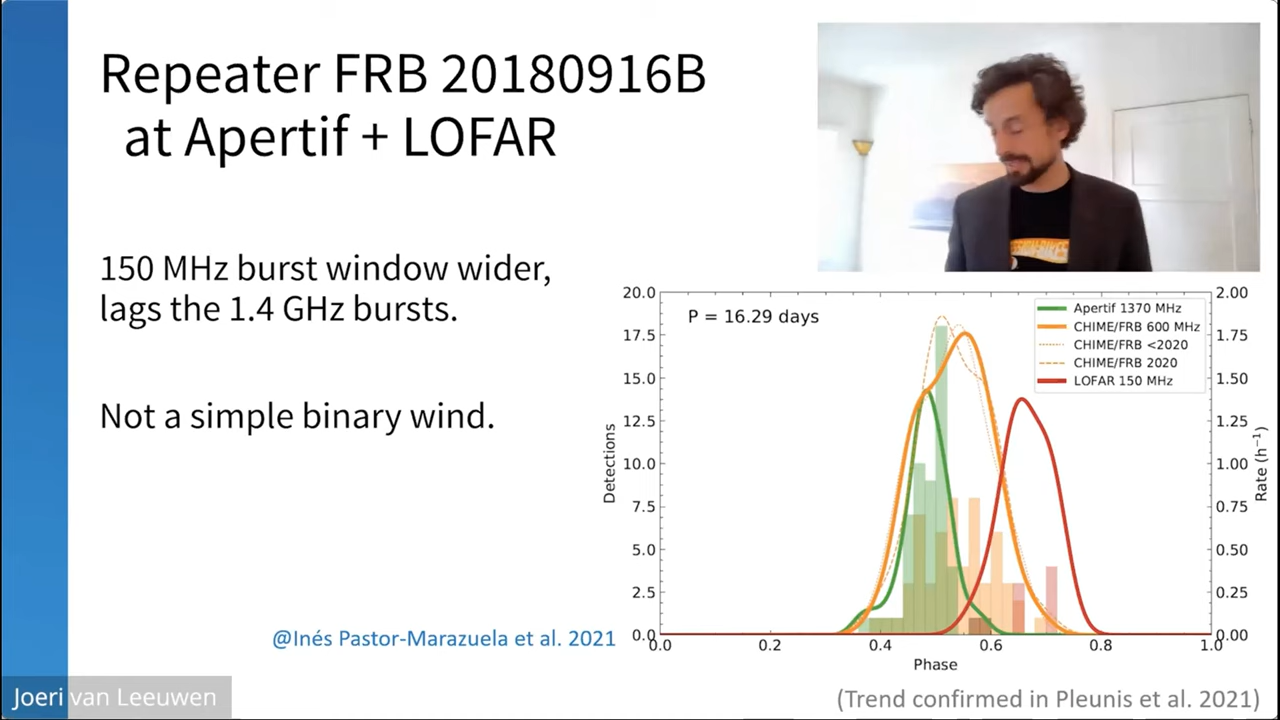 Repeater FRB 20180916B
at Apertif + LOFAR
150 MHz burst window wider,
lags the 1.4 GHz bursts.
Not a simple binary wind.
P = 16.29 days
Apertif 1370 MHz
CHIME/FRB 600 MHz
CHIME/FRB <2020
CHIME/FRB 2020
LOFAR 150 MHz
20.0
17.5
15.0
12.5
10.0
7.5
5.0
2.5
0.0
Detections
2.00
1.75
1.50
1.25
1.00
0.75
0.50
0.25
0.00
Rate (h⁻¹)
0.0 0.2 0.4 0.6 0.8 1.0
Phase
@Inés Pastor-Marazuela et al. 2021
Joeri van Leeuwen
(Trend confirmed in Pleunis et al. 2021)